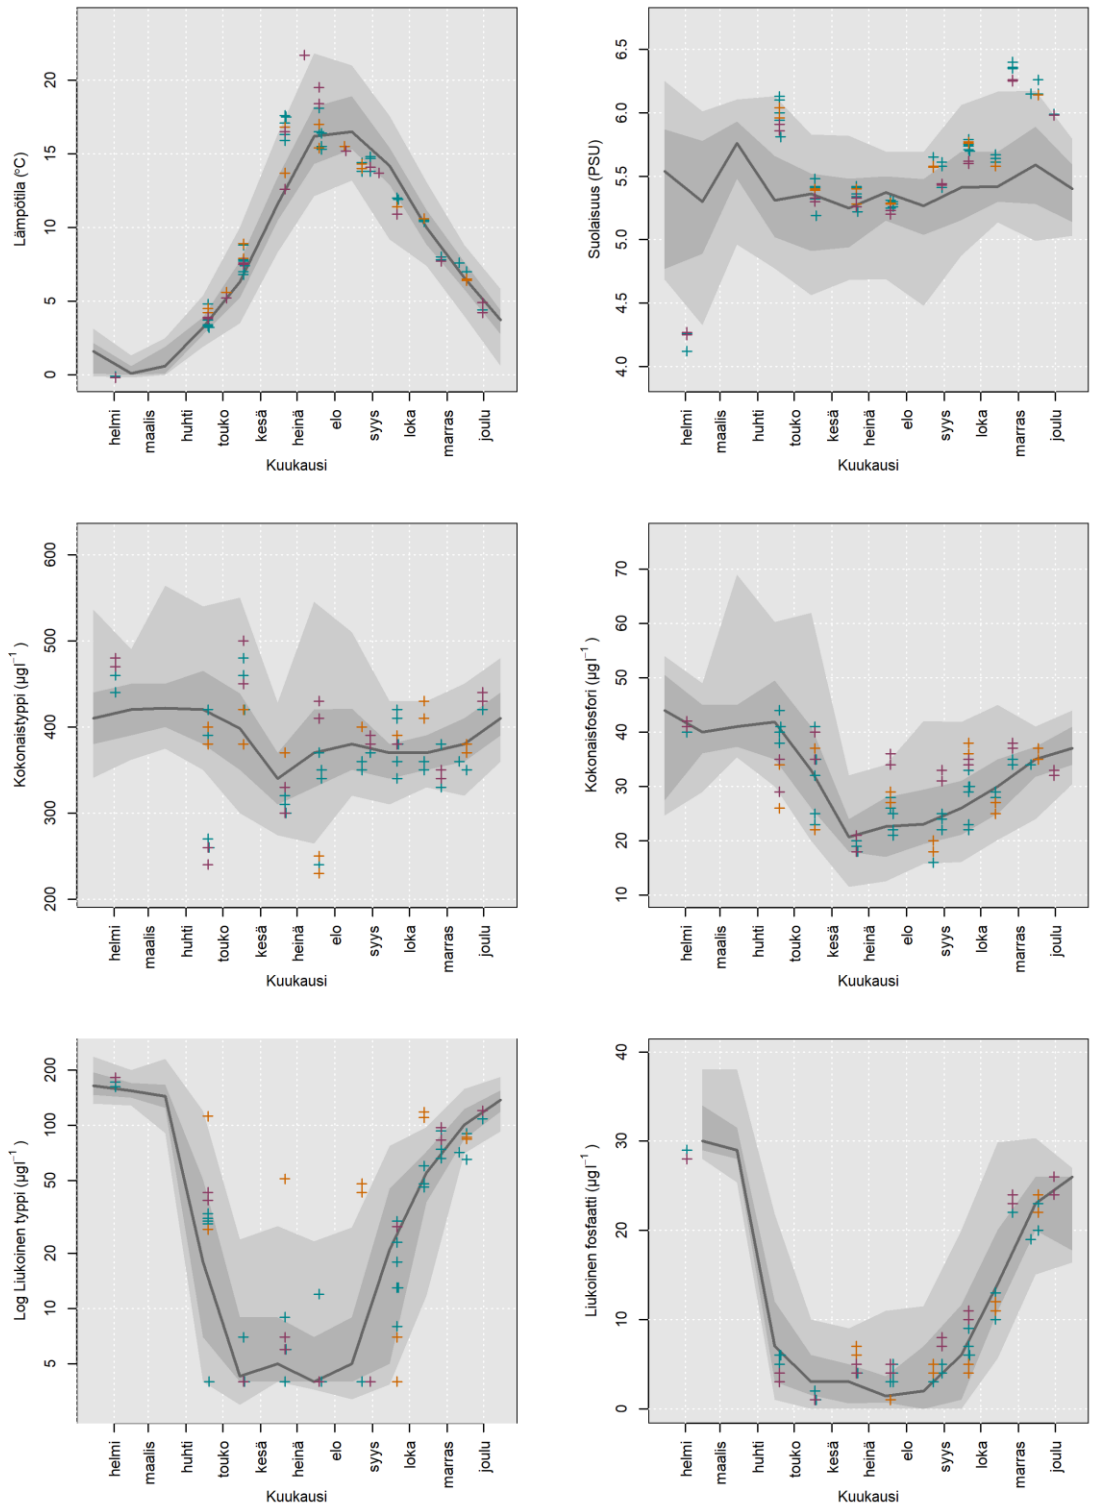 Lämpötila (°C)
20
15
10
5
0
helmi
maalis
huhti
touko
kesä
heinä
elo
syys
loka
marras
joulu
Kuukausi
Suolaisuus (PSU)
6.5
6.0
5.5
5.0
4.5
4.0
helmi
maalis
huhti
touko
kesä
heinä
elo
syys
loka
marras
joulu
Kuukausi
Kokonaistyppi (µgl⁻¹ )
600
500
400
300
200
helmi
maalis
huhti
touko
kesä
heinä
elo
syys
loka
marras
joulu
Kuukausi
Kokonaisfosfori (µgl⁻¹ )
70
60
50
40
30
20
10
helmi
maalis
huhti
touko
kesä
heinä
elo
syys
loka
marras
joulu
Kuukausi
Log Liukoinen typpi (µgl⁻¹ )
200
100
50
20
10
5
helmi
maalis
huhti
touko
kesä
heinä
elo
syys
loka
marras
joulu
Kuukausi
Liukoinen fosfaatti (µgl⁻¹ )
40
30
20
10
0
helmi
maalis
huhti
touko
kesä
heinä
elo
syys
loka
marras
joulu
Kuukausi